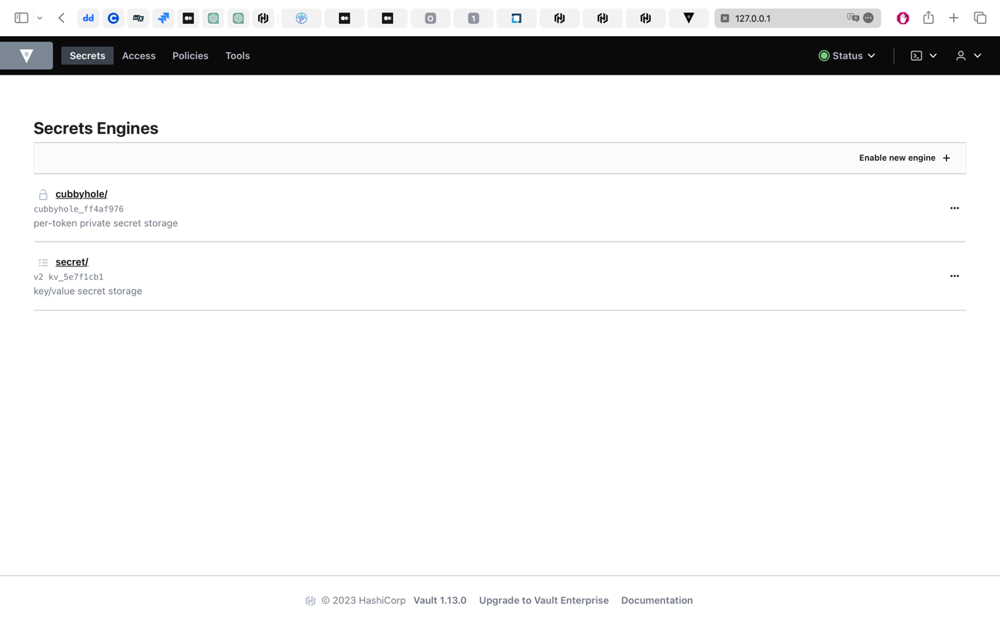 dd
O
1
127.0.0.1
Secrets Access Policies Tools Status
Secrets Engines
Enable new engine
cubbyhole/
cubbyhole_ff4af976
per-token private secret storage
secret/
v2 kv_5e7f1cb1
key/value secret storage
© 2023 HashiCorp Vault 1.13.0 Upgrade to Vault Enterprise Documentation